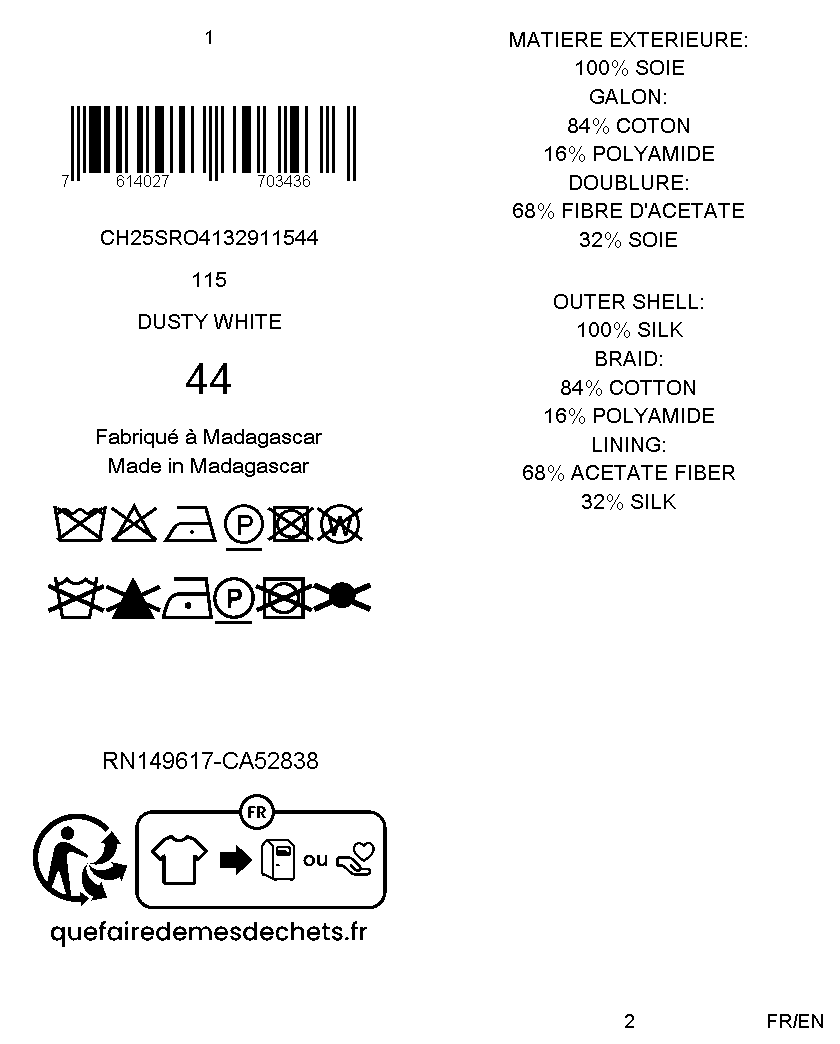 1
7 614027 703436
CH25SRO4132911544
115
DUSTY WHITE
44
Fabriqué à Madagascar
Made in Madagascar
P W
P
RN149617-CA52838
FR
ou
quefairedemesdechets.fr
MATIERE EXTERIEURE:
100% SOIE
GALON:
84% COTON
16% POLYAMIDE
DOUBLURE:
68% FIBRE D'ACETATE
32% SOIE
OUTER SHELL:
100% SILK
BRAID:
84% COTTON
16% POLYAMIDE
LINING:
68% ACETATE FIBER
32% SILK
2
FR/EN